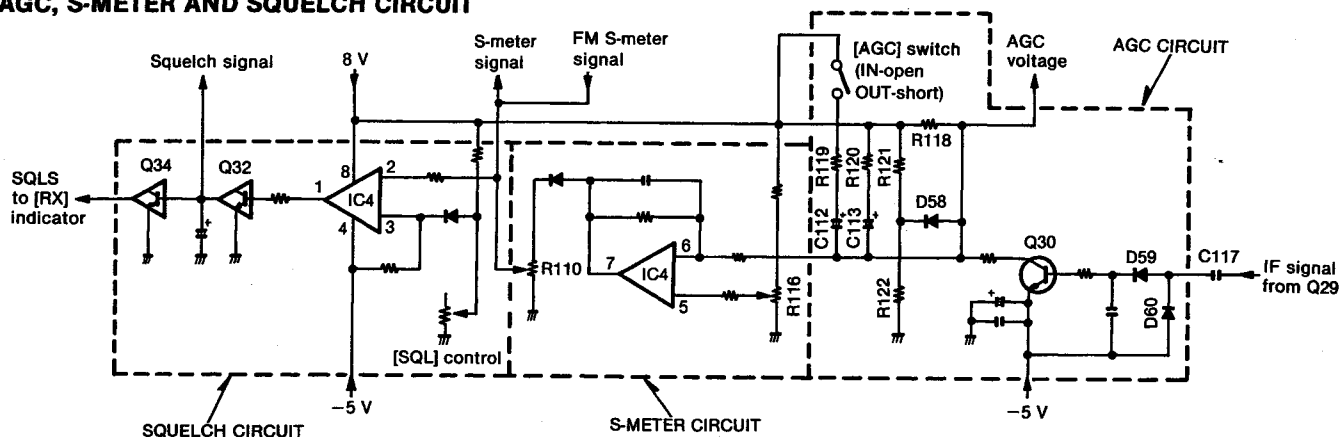 AGC, S-METER AND SQUELCH CIRCUIT
Squelch signal
8 V
S-meter
signal
FM S-meter
signal
[AGC] switch
(IN-open
OUT-short)
AGC
voltage
AGC CIRCUIT
R118
Q34
Q32
8
2
1
IC4
4
3
SQLS
to [RX]
indicator
R119
R120
R121
D58
C112
+
C113
+
Q30
D59
C117
IF signal
from Q29
6
7
IC4
5
R110
R116
R122
+
+
D60
[SQL] control
−5 V
−5 V
SQUELCH CIRCUIT
S-METER CIRCUIT